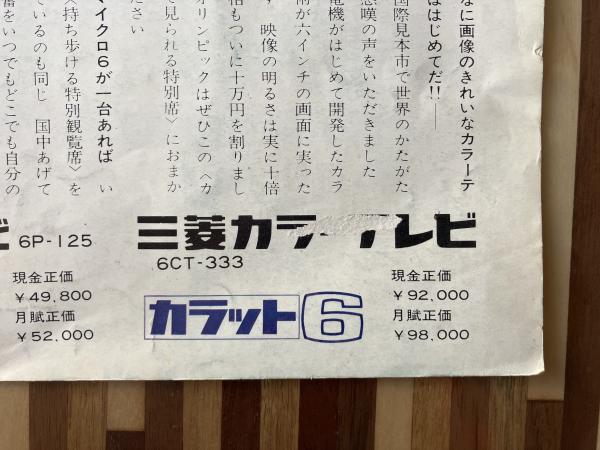 なに画像のきれいなカラーテ
ははじめてだ!!──
国際見本市で世界のかたがた
感嘆の声をいただきました
電機がはじめて開発したカラ
術が六インチの画面に実った
す 映像の明るさは実に十倍
格もついに十万円を割りまし
オリンピックはぜひこの〈カ
で見られる特別席〉におまか
ださい
マイクロ6が一台あれば い
〈持ち歩ける特別観覧席〉を
ているのも同じ 国中あげて
奮をいつでもどこでも自分の
ビ 6P-125
現金正価
¥49,800
月賦正価
¥52,000
三菱カラーテレビ
6CT-333
カラット6
現金正価
¥92,000
月賦正価
¥98,000